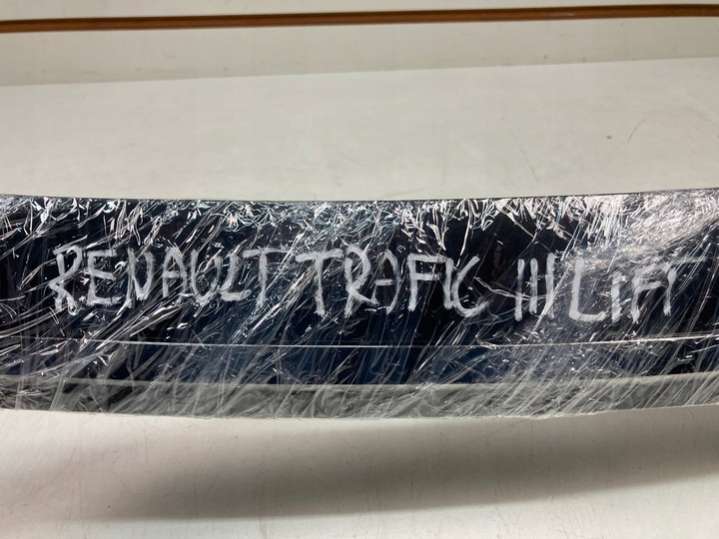 RENAULT TRAFIC III LIFT